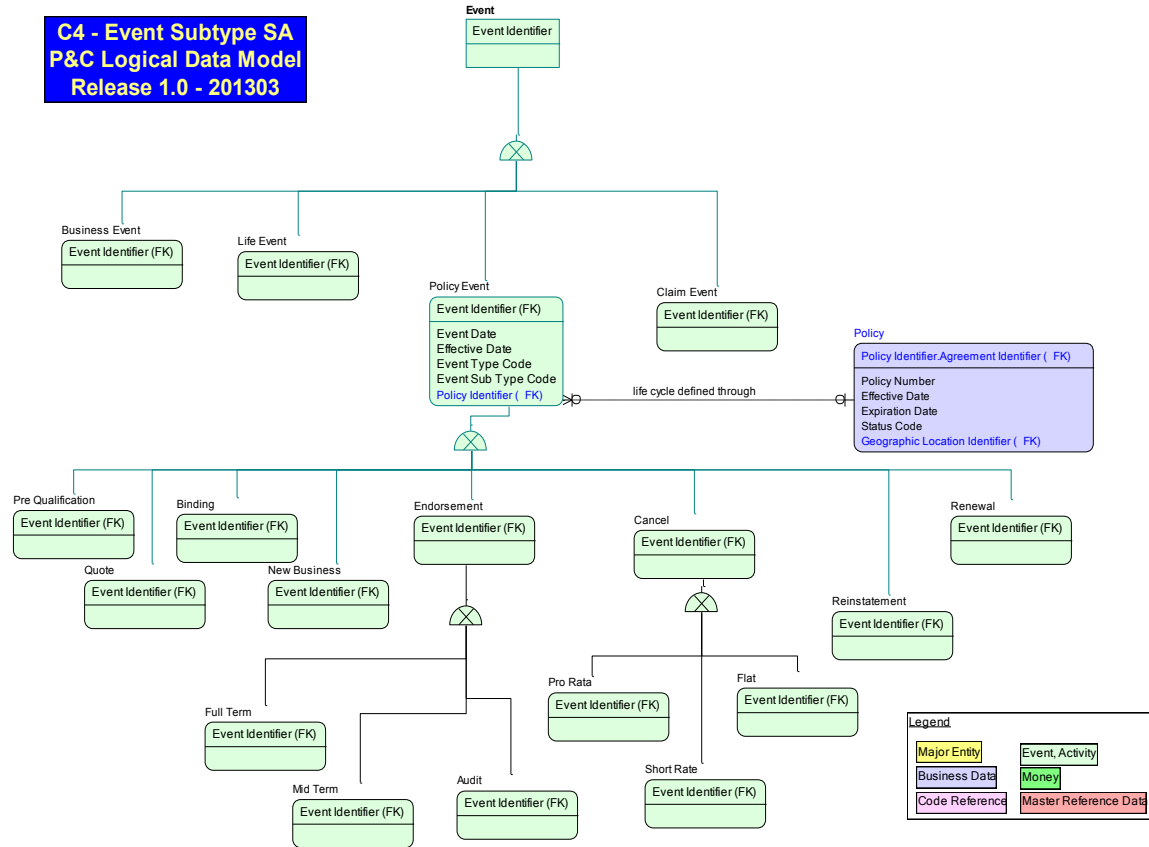 C4 - Event Subtype SA
P&C Logical Data Model
Release 1.0 - 201303
Event
Event Identifier
Business Event
Event Identifier (FK)
Life Event
Event Identifier (FK)
Policy Event
Event Identifier (FK)
Event Date
Effective Date
Event Type Code
Event Sub Type Code
Policy Identifier ( FK)
Claim Event
Event Identifier (FK)
life cycle defined through
Policy
Policy Identifier.Agreement Identifier ( FK)
Policy Number
Effective Date
Expiration Date
Status Code
Geographic Location Identifier ( FK)
Pre Qualification
Event Identifier (FK)
Quote
Event Identifier (FK)
Binding
Event Identifier (FK)
New Business
Event Identifier (FK)
Endorsement
Event Identifier (FK)
Cancel
Event Identifier (FK)
Reinstatement
Event Identifier (FK)
Renewal
Event Identifier (FK)
Full Term
Event Identifier (FK)
Mid Term
Event Identifier (FK)
Audit
Event Identifier (FK)
Pro Rata
Event Identifier (FK)
Short Rate
Event Identifier (FK)
Flat
Event Identifier (FK)
Legend
Major Entity
Event, Activity
Business Data
Money
Code Reference
Master Reference Data